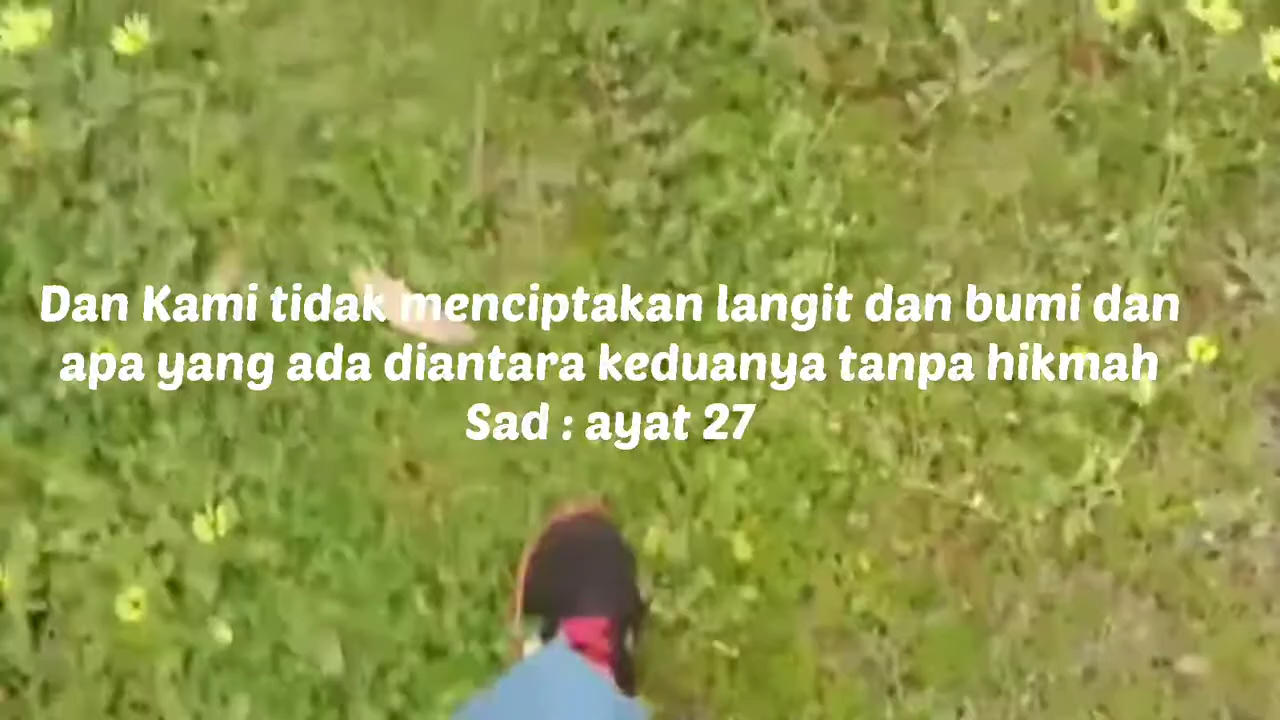 Dan Kami tidak menciptakan langit dan bumi dan
apa yang ada diantara keduanya tanpa hikmah
Sad : ayat 27